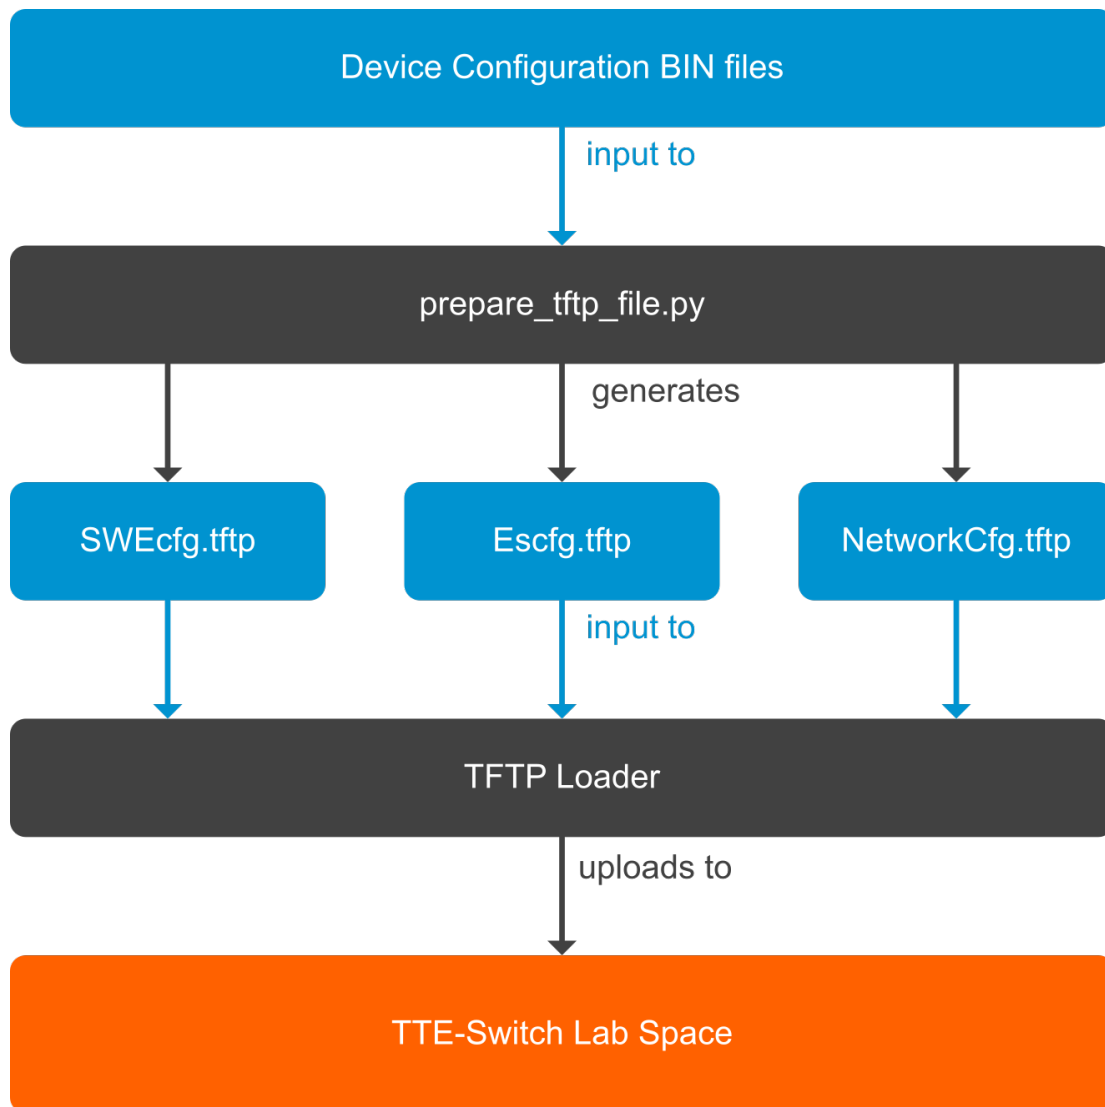 Device Configuration BIN files
input to
prepare_tftp_file.py
generates
SWEcfg.tftp
Escfg.tftp
NetworkCfg.tftp
input to
TFTP Loader
uploads to
TTE-Switch Lab Space